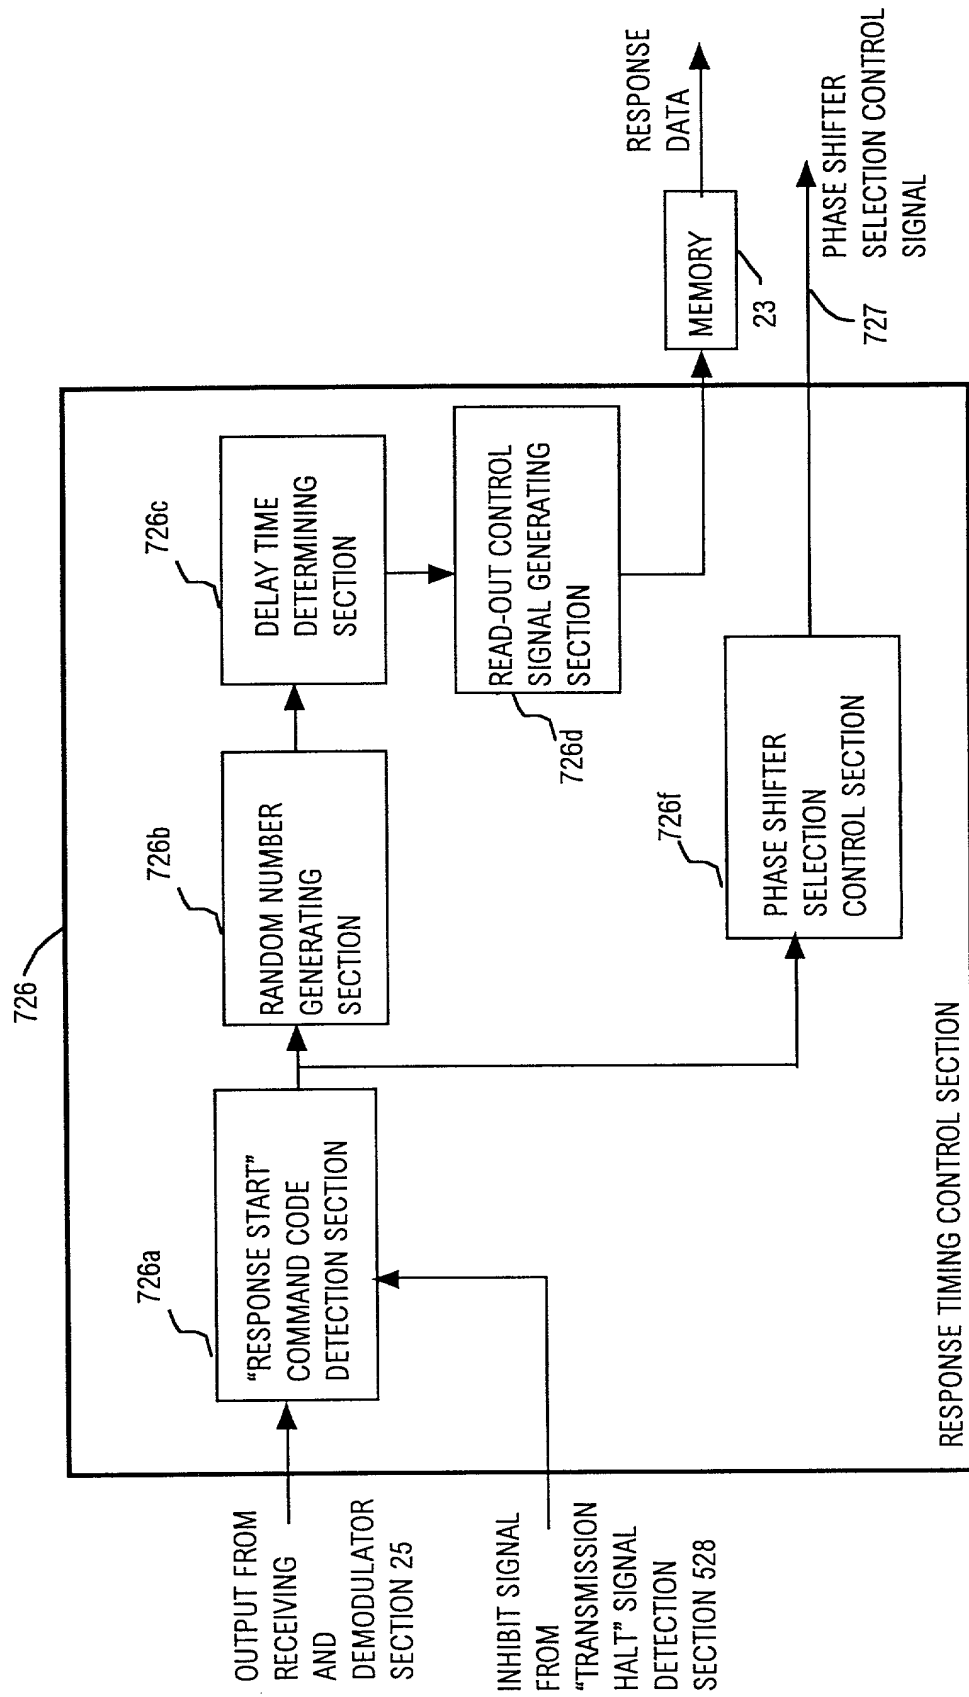 726
726a
"RESPONSE START"
COMMAND CODE
DETECTION SECTION
726b
RANDOM NUMBER
GENERATING
SECTION
726c
DELAY TIME
DETERMINING
SECTION
READ-OUT CONTROL
SIGNAL GENERATING
SECTION
726d
726f
PHASE SHIFTER
SELECTION
CONTROL SECTION
MEMORY
23
RESPONSE
DATA
727
PHASE SHIFTER
SELECTION CONTROL
SIGNAL
OUTPUT FROM
RECEIVING
AND
DEMODULATOR
SECTION 25
INHIBIT SIGNAL
FROM
"TRANSMISSION
HALT" SIGNAL
DETECTION
SECTION 528
RESPONSE TIMING CONTROL SECTION